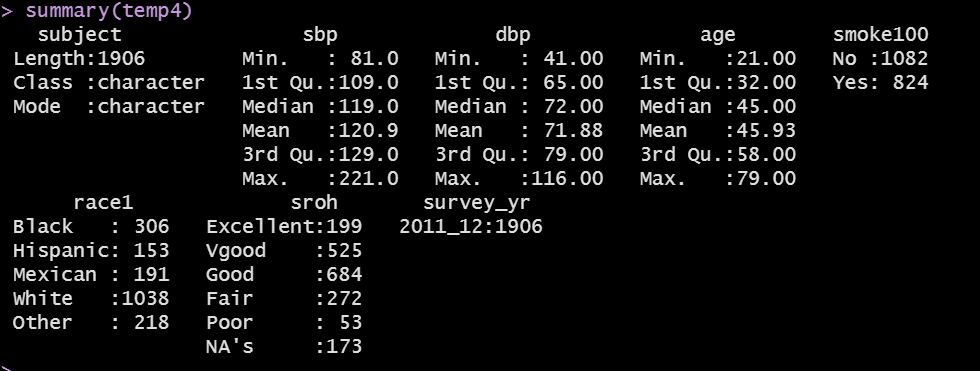 > summary(temp4)
   subject               sbp             dbp              age        smoke100
 Length:1906        Min.   : 81.0   Min.   : 41.00   Min.   :21.00   No :1082
 Class :character   1st Qu.:109.0   1st Qu.: 65.00   1st Qu.:32.00   Yes: 824
 Mode  :character   Median :119.0   Median : 72.00   Median :45.00
                    Mean   :120.9   Mean   : 71.88   Mean   :45.93
                    3rd Qu.:129.0   3rd Qu.: 79.00   3rd Qu.:58.00
                    Max.   :221.0   Max.   :116.00   Max.   :79.00
      race1             sroh       survey_yr
 Black   : 306   Excellent:199   2011_12:1906
 Hispanic: 153   Vgood    :525
 Mexican : 191   Good     :684
 White   :1038   Fair     :272
 Other   : 218   Poor     : 53
                 NA's     :173
>